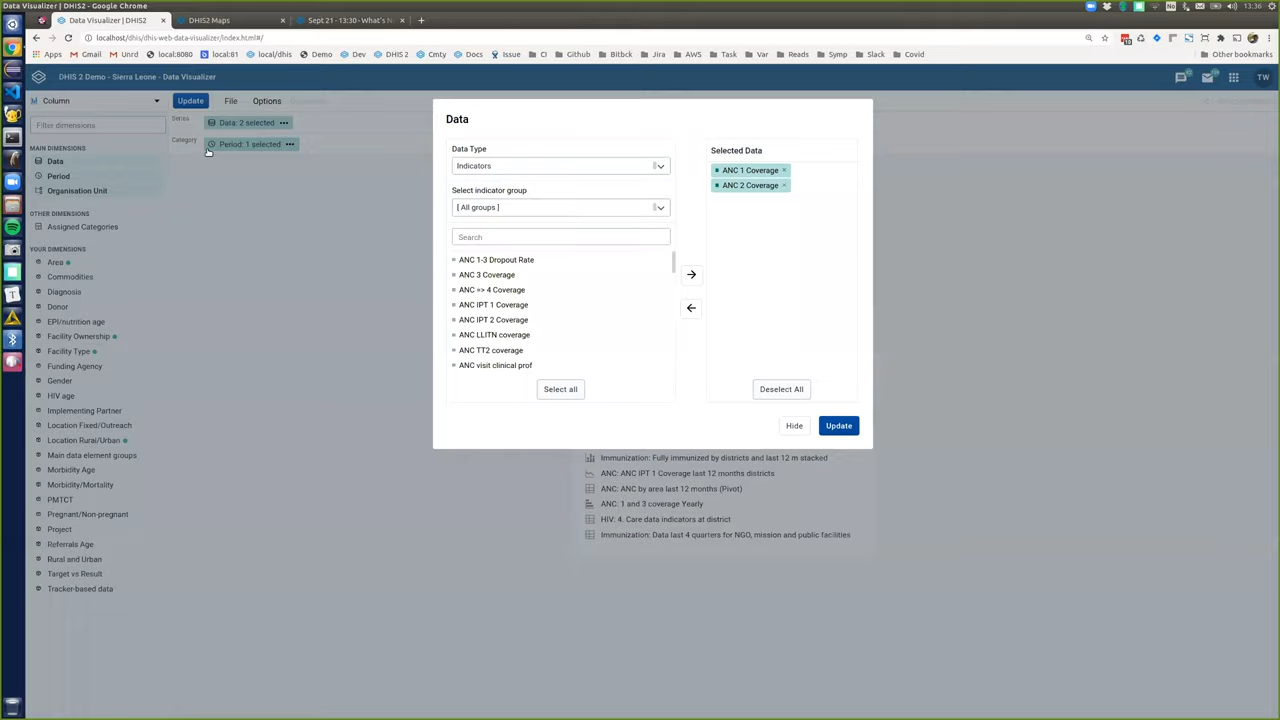 Data Visualizer | DHIS2 - Google Chrome
No
13:36
Data Visualizer | DHIS2
DHIS2 Maps
Sept 21 - 13:30 - What's N
localhost/dhis/dhis-web-data-visualizer/index.html#/
Apps Gmail Unrd local:8080 local/dhis Demo Dev DHIS 2 Cmty Docs Issue CI Github Bitbck Jira AWS Task Var Reads Symp Slack Covid Other bookmarks
DHIS 2 Demo - Sierra Leone - Data Visualizer
TW
Column
Update File Options
Filter dimensions
MAIN DIMENSIONS
Data
Period
Organisation Unit
OTHER DIMENSIONS
Assigned Categories
YOUR DIMENSIONS
Area
Commodities
Diagnosis
Donor
EPI/nutrition age
Facility Ownership
Facility Type
Funding Agency
Gender
HIV age
Implementing Partner
Location Fixed/Outreach
Location Rural/Urban
Main data element groups
Morbidity Age
Morbidity/Mortality
PMTCT
Pregnant/Non-pregnant
Project
Referrals Age
Rural and Urban
Target vs Result
Tracker-based data
Series
Data: 2 selected
Category
Period: 1 selected
Data
Data Type
Indicators
Select indicator group
[ All groups ]
Search
ANC 1-3 Dropout Rate
ANC 3 Coverage
ANC => 4 Coverage
ANC IPT 1 Coverage
ANC IPT 2 Coverage
ANC LLITN coverage
ANC TT2 coverage
ANC visit clinical prof
Select all
Selected Data
ANC 1 Coverage
ANC 2 Coverage
Deselect All
Hide
Update
Immunization: Fully immunized by districts and last 12 m stacked
ANC: ANC IPT 1 Coverage last 12 months districts
ANC: ANC by area last 12 months (Pivot)
ANC: 1 and 3 coverage Yearly
HIV: 4. Care data indicators at district
Immunization: Data last 4 quarters for NGO, mission and public facilities